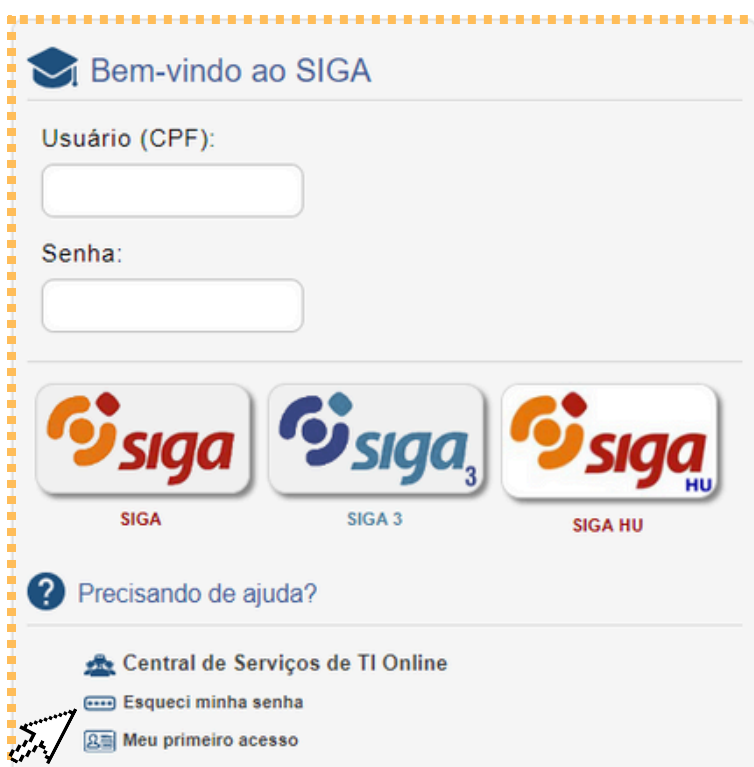 Bem-vindo ao SIGA
Usuário (CPF):
Senha:
siga siga 3 siga HU
SIGA SIGA 3 SIGA HU
? Precisando de ajuda?
Central de Serviços de TI Online
Esqueci minha senha
Meu primeiro acesso